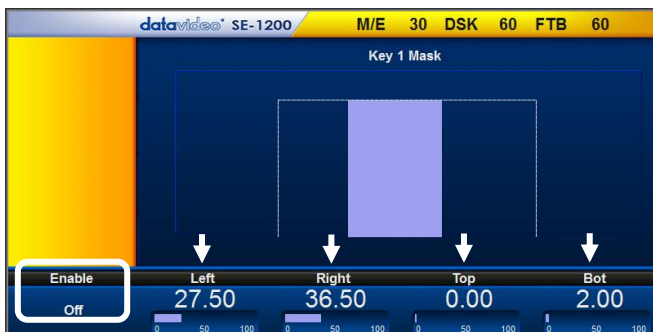 datavideo SE-1200 M/E 30 DSK 60 FTB 60
Key 1 Mask
Enable Left Right Top Bot
Off 27.50 36.50 0.00 2.00
0 50 100 0 50 100 0 50 100 0 50 100